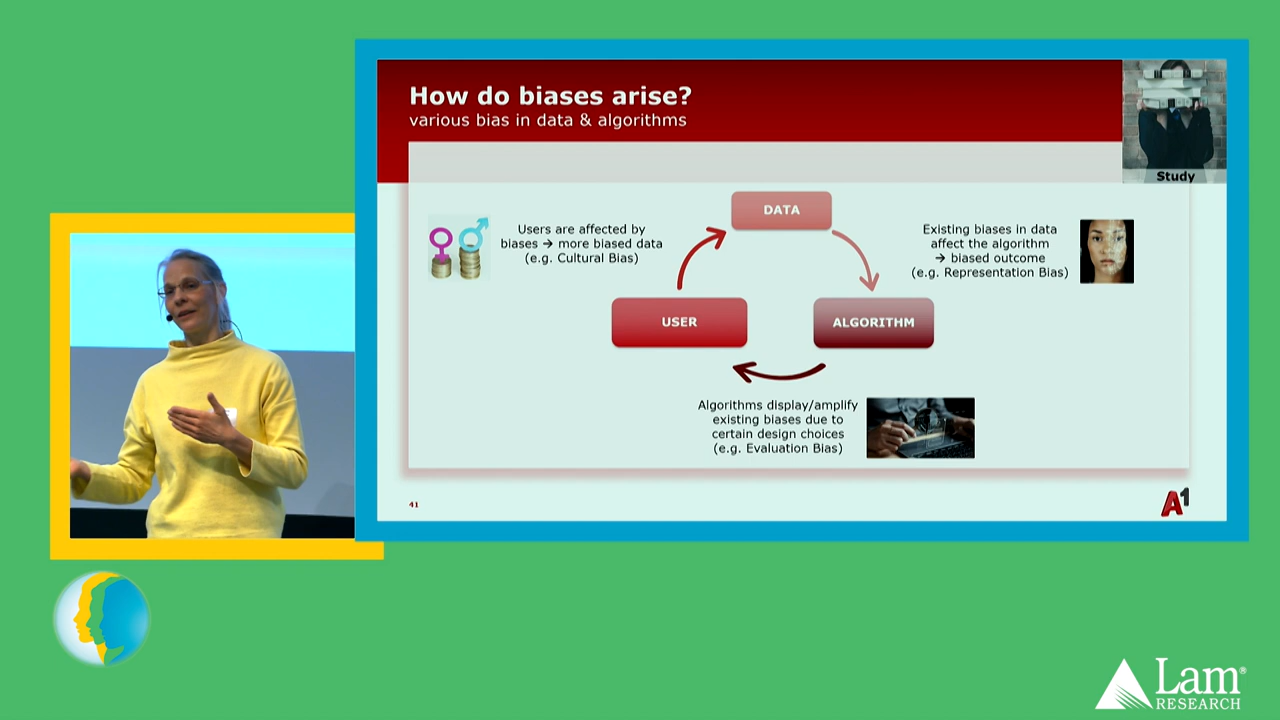 How do biases arise?
various bias in data & algorithms
Study
DATA
Users are affected by
biases → more biased data
(e.g. Cultural Bias)
Existing biases in data
affect the algorithm
→ biased outcome
(e.g. Representation Bias)
USER
ALGORITHM
Algorithms display/amplify
existing biases due to
certain design choices
(e.g. Evaluation Bias)
41
A1
Lam®
RESEARCH